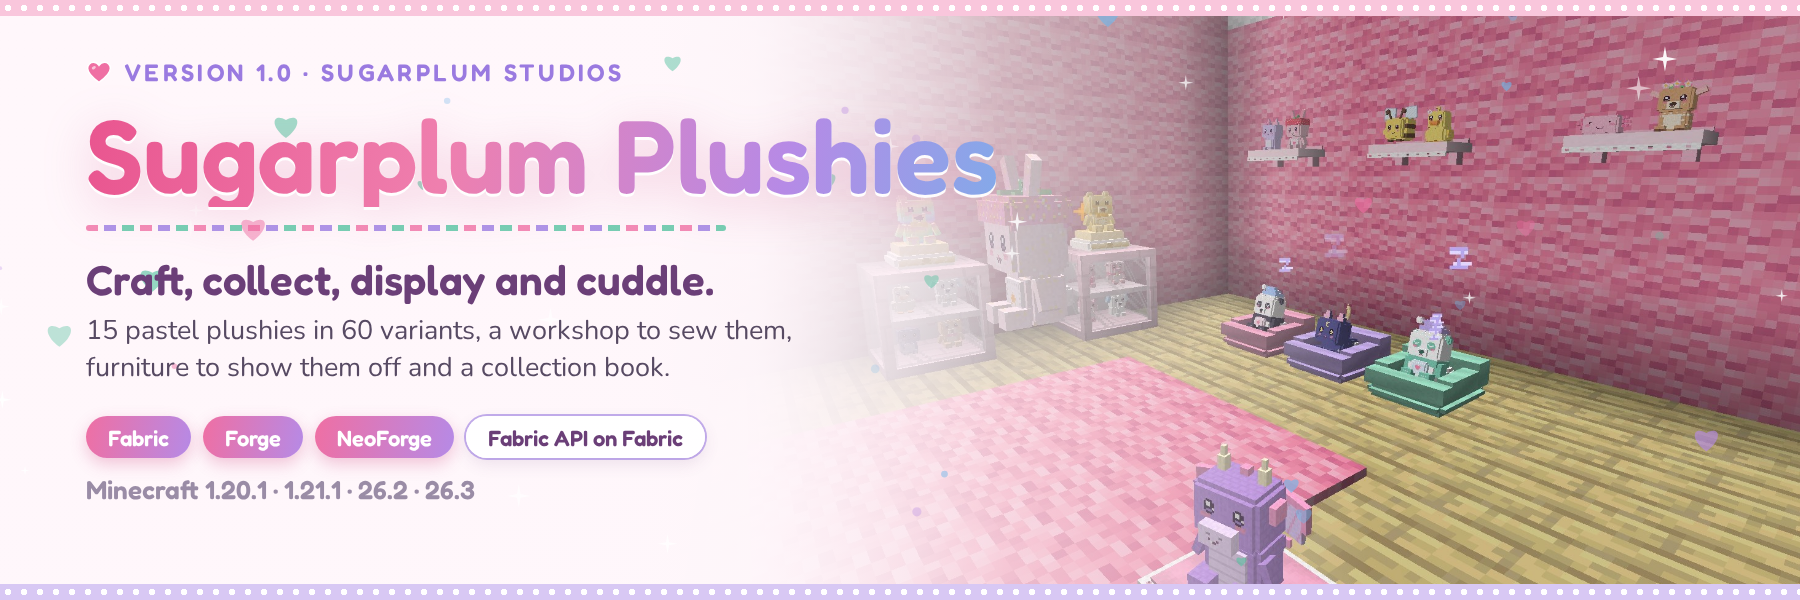 VERSION 1.0 · SUGARPLUM STUDIOS
Sugarplum Plushies
Craft, collect, display and cuddle.
15 pastel plushies in 60 variants, a workshop to sew them,
furniture to show them off and a collection book.
Fabric Forge NeoForge Fabric API on Fabric
Minecraft 1.20.1 · 1.21.1 · 26.2 · 26.3